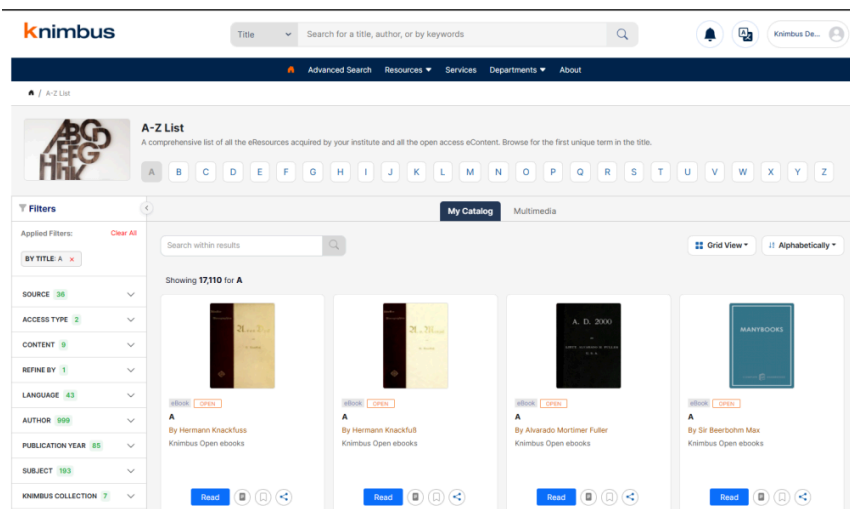 knimbus
Title
Search for a title, author, or by keywords
Knimbus De...
Advanced Search Resources Services Departments About
/ A-Z List
A-Z List
A comprehensive list of all the eResources acquired by your institute and all the open access eContent. Browse for the first unique term in the title.
A B C D E F G H I J K L M N O P Q R S T U V W X Y Z
Filters
My Catalog Multimedia
Applied Filters: Clear All
BY TITLE: A ×
Search within results
Grid View Alphabetically
Showing 17,110 for A
SOURCE 36
ACCESS TYPE 2
CONTENT 9
REFINE BY 1
LANGUAGE 43
AUTHOR 999
PUBLICATION YEAR 85
SUBJECT 193
KNIMBUS COLLECTION 7
A. D. 2000
MANYBOOKS
eBook OPEN
A
By Hermann Knackfuss
Knimbus Open ebooks
Read
eBook OPEN
A
By Hermann Knackfuß
Knimbus Open ebooks
Read
eBook OPEN
A
By Alvarado Mortimer Fuller
Knimbus Open ebooks
Read
eBook OPEN
A
By Sir Beerbohm Max
Knimbus Open ebooks
Read